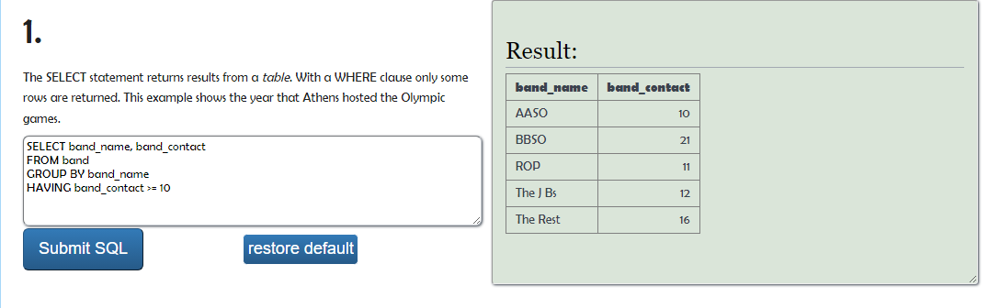 1.
The SELECT statement returns results from a table. With a WHERE clause only some
rows are returned. This example shows the year that Athens hosted the Olympic
games.
SELECT band_name, band_contact
FROM band
GROUP BY band_name
HAVING band_contact >= 10
Submit SQL restore default
Result:
band_name band_contact
AASO 10
BBSO 21
ROP 11
The J Bs 12
The Rest 16